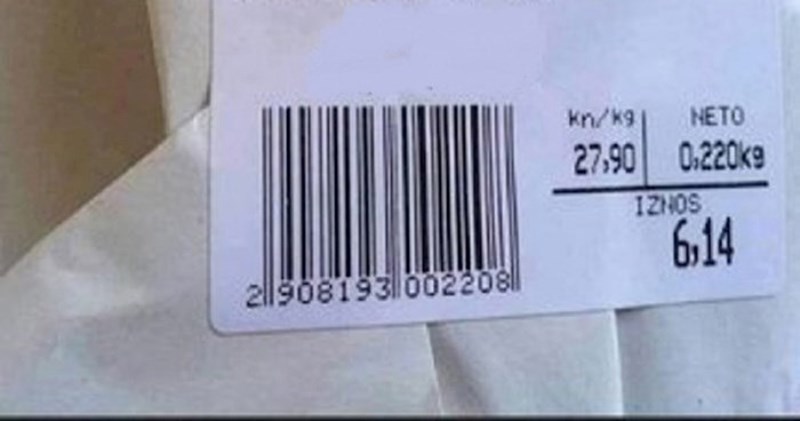 kn/kg NETO
27,90 0,220kg
IZNOS
6,14
2 908193 002208